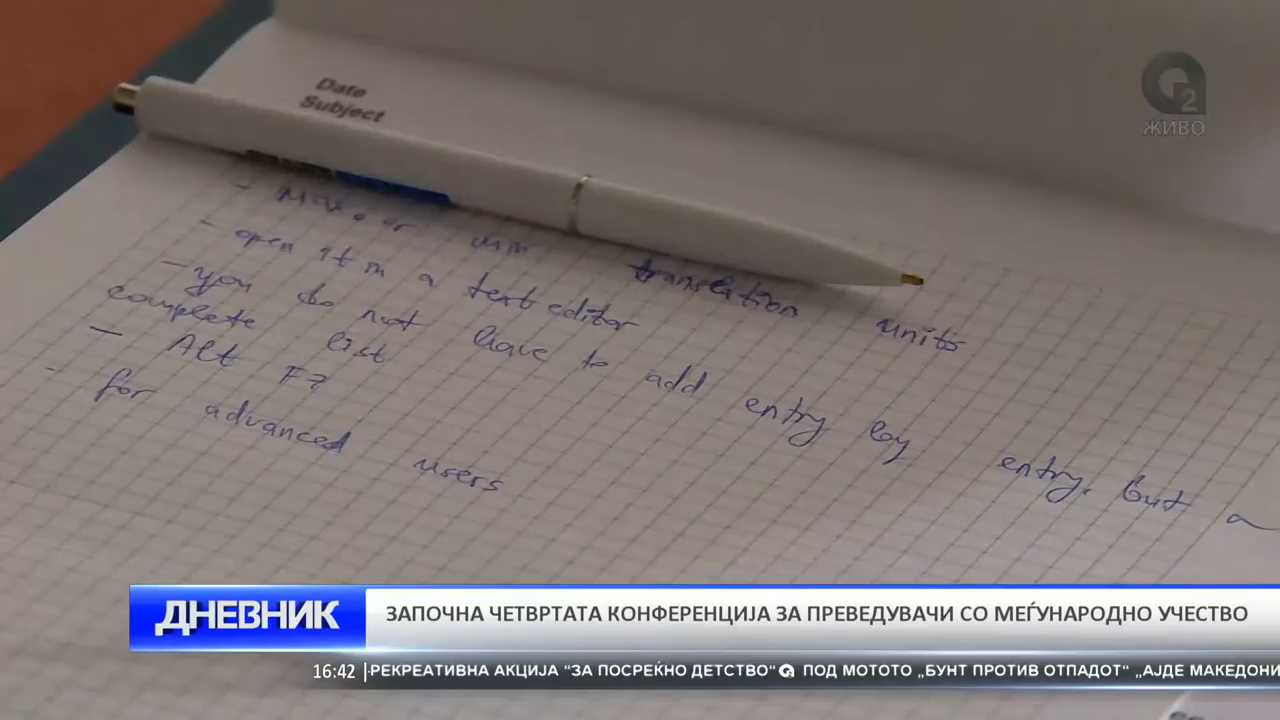 2
ЖИВО
Date
Subject
- translation units
- open it in a text editor
- you do not have to add entry by entry, but a
complete list
- Alt F7
- for advanced users
ДНЕВНИК
ЗАПОЧНА ЧЕТВРТАТА КОНФЕРЕНЦИЈА ЗА ПРЕВЕДУВАЧИ СО МЕЃУНАРОДНО УЧЕСТВО
16:42 -РЕКРЕАТИВНА АКЦИЈА “ЗА ПОСРЕЌНО ДЕТСТВО“ ПОД МОТОТО „БУНТ ПРОТИВ ОТПАДОТ“ „АЈДЕ МАКЕДОНИ